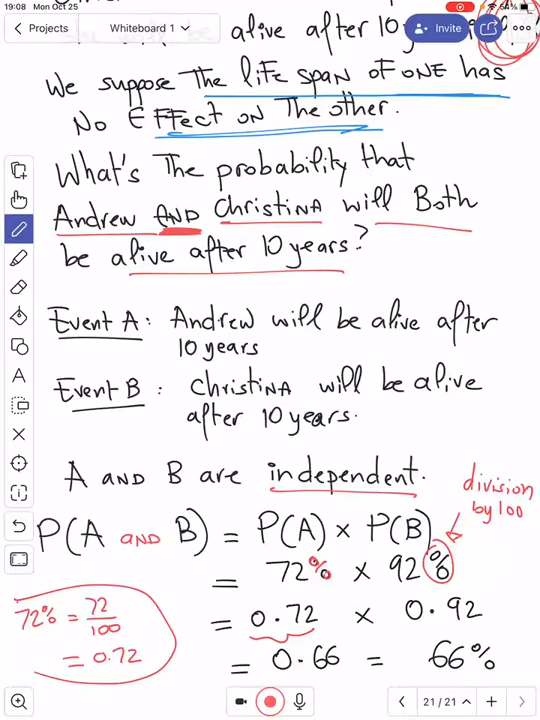 19:08 Mon Oct 25
54%
Projects
Whiteboard 1
Invite
alive after 10
We suppose The life span of ONE has
No Effect on The other.
What's The probability that
Andrew AND Christina will Both
be alive after 10 years?
Event A: Andrew will be alive after
10 years
Event B: Christina will be alive
after 10 years.
A AND B are independent.
division
by 100
P(A AND B) = P(A) × P(B)
= 72% × 92%
72% = 72/100
= 0.72 × 0.92
= 0.72
= 0.66 = 66%
21/21